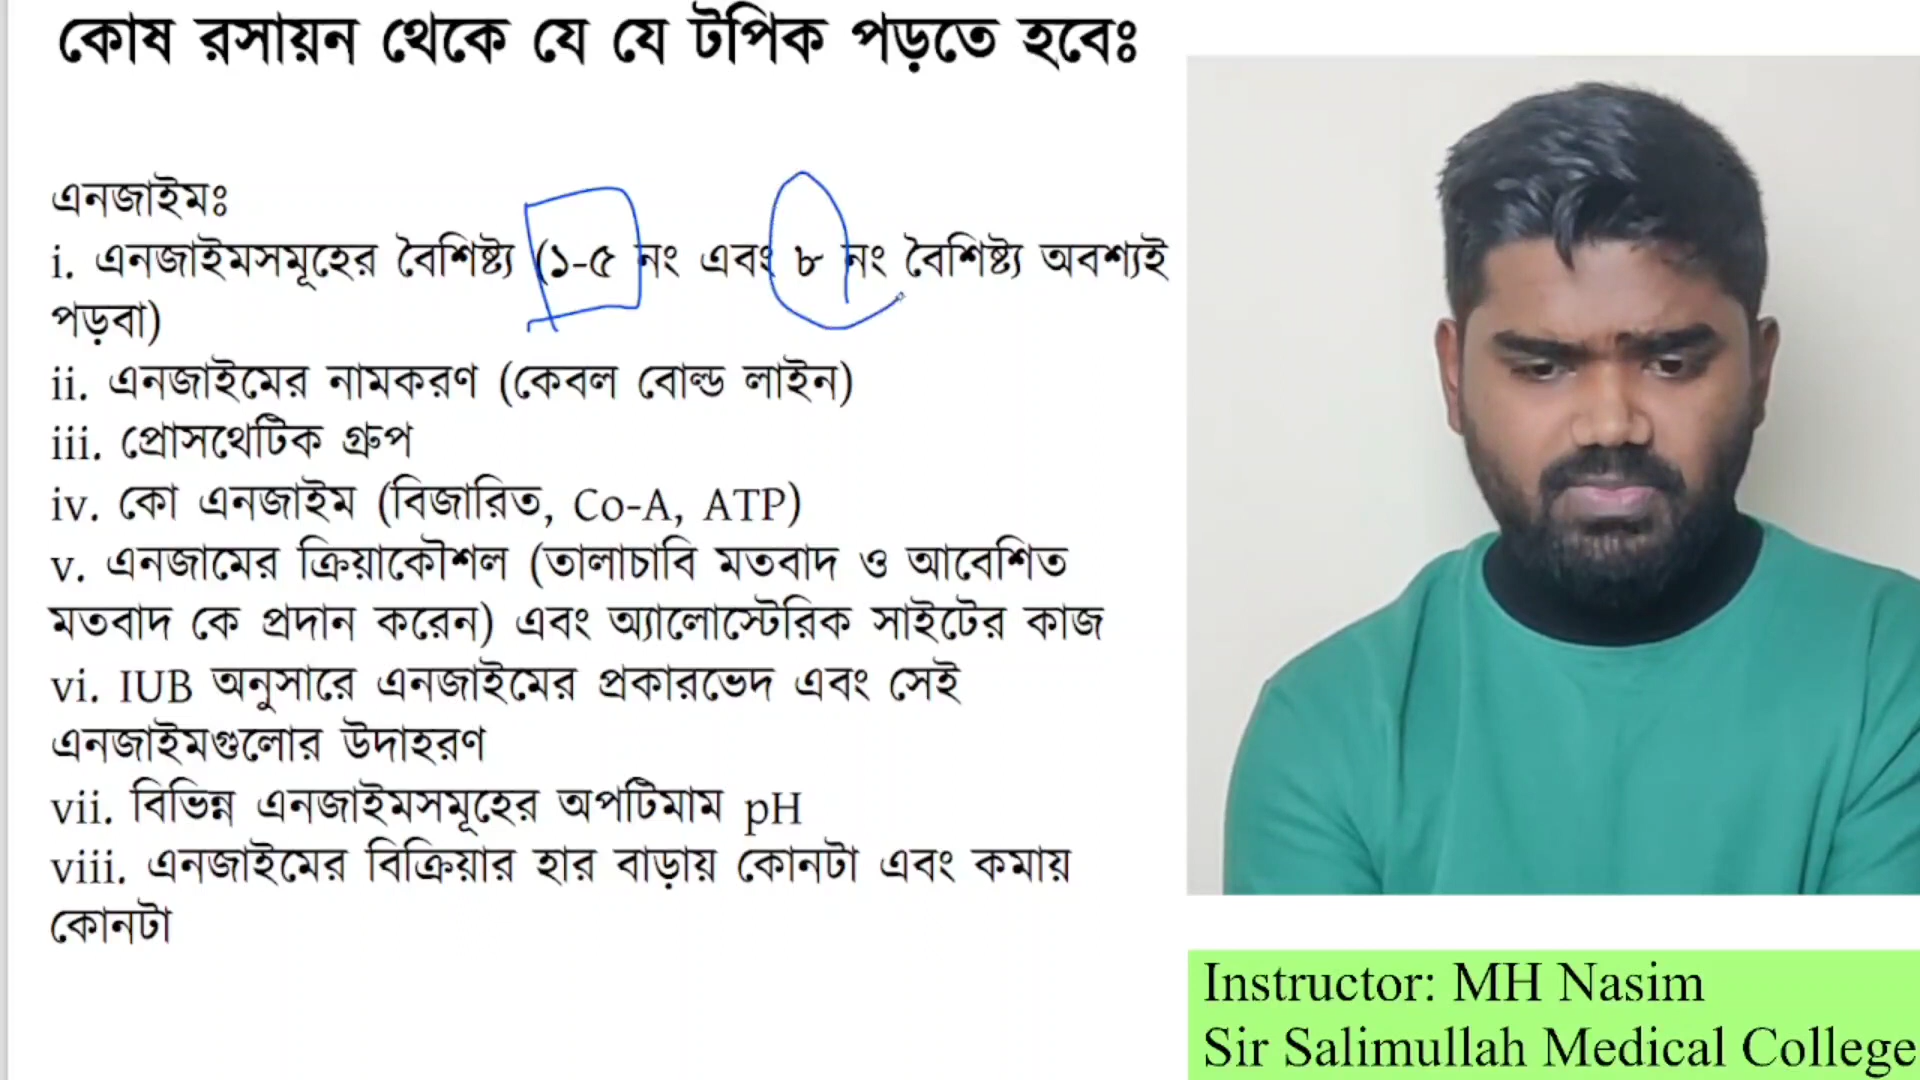 কোষ রসায়ন থেকে যে যে টপিক পড়তে হবেঃ
এনজাইমঃ
i. এনজাইমসমূহের বৈশিষ্ট্য (১-৫ নং এবং ৮ নং বৈশিষ্ট্য অবশ্যই
পড়বা)
ii. এনজাইমের নামকরণ (কেবল বোল্ড লাইন)
iii. প্রোসথেটিক গ্রুপ
iv. কো এনজাইম (বিজারিত, Co-A, ATP)
v. এনজামের ক্রিয়াকৌশল (তালাচাবি মতবাদ ও আবেশিত
মতবাদ কে প্রদান করেন) এবং অ্যালোস্টেরিক সাইটের কাজ
vi. IUB অনুসারে এনজাইমের প্রকারভেদ এবং সেই
এনজাইমগুলোর উদাহরণ
vii. বিভিন্ন এনজাইমসমূহের অপটিমাম pH
viii. এনজাইমের বিক্রিয়ার হার বাড়ায় কোনটা এবং কমায়
কোনটা
Instructor: MH Nasim
Sir Salimullah Medical College